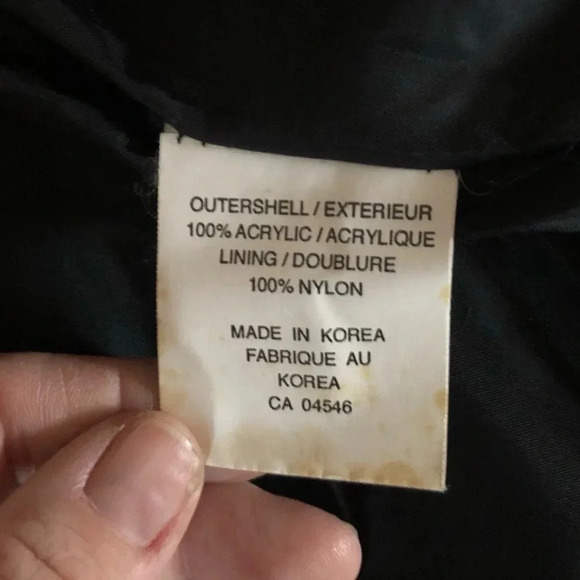 OUTERSHELL / EXTERIEUR
100% ACRYLIC / ACRYLIQUE
LINING / DOUBLURE
100% NYLON
MADE IN KOREA
FABRIQUE AU
KOREA
CA 04546